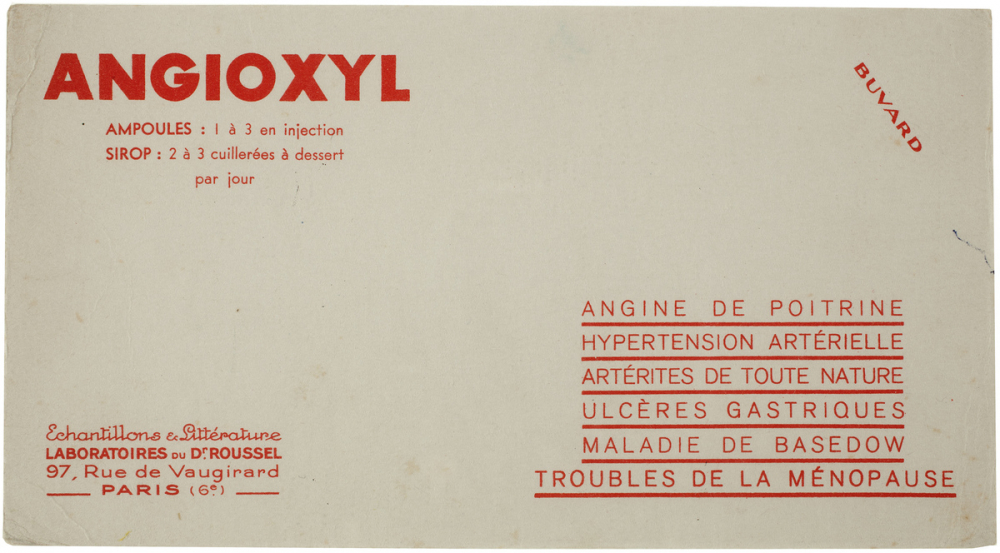 ANGIOXYL
AMPOULES : 1 à 3 en injection
SIROP : 2 à 3 cuillerées à dessert
par jour
BUVARD
ANGINE DE POITRINE
HYPERTENSION ARTÉRIELLE
ARTÉRITES DE TOUTE NATURE
ULCÈRES GASTRIQUES
MALADIE DE BASEDOW
TROUBLES DE LA MÉNOPAUSE
Echantillons & Littérature
LABORATOIRES DU Dr ROUSSEL
97, Rue de Vaugirard
PARIS (6e)